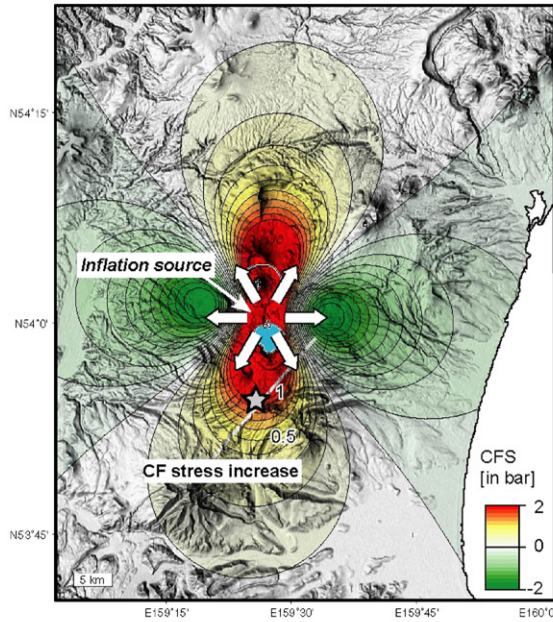 N54°15'
Inflation source
N54°0'
1
0.5
CF stress increase
CFS
[in bar]
2
0
-2
N53°45'
5 km
E159°15'
E159°30'
E159°45'
E160°0'